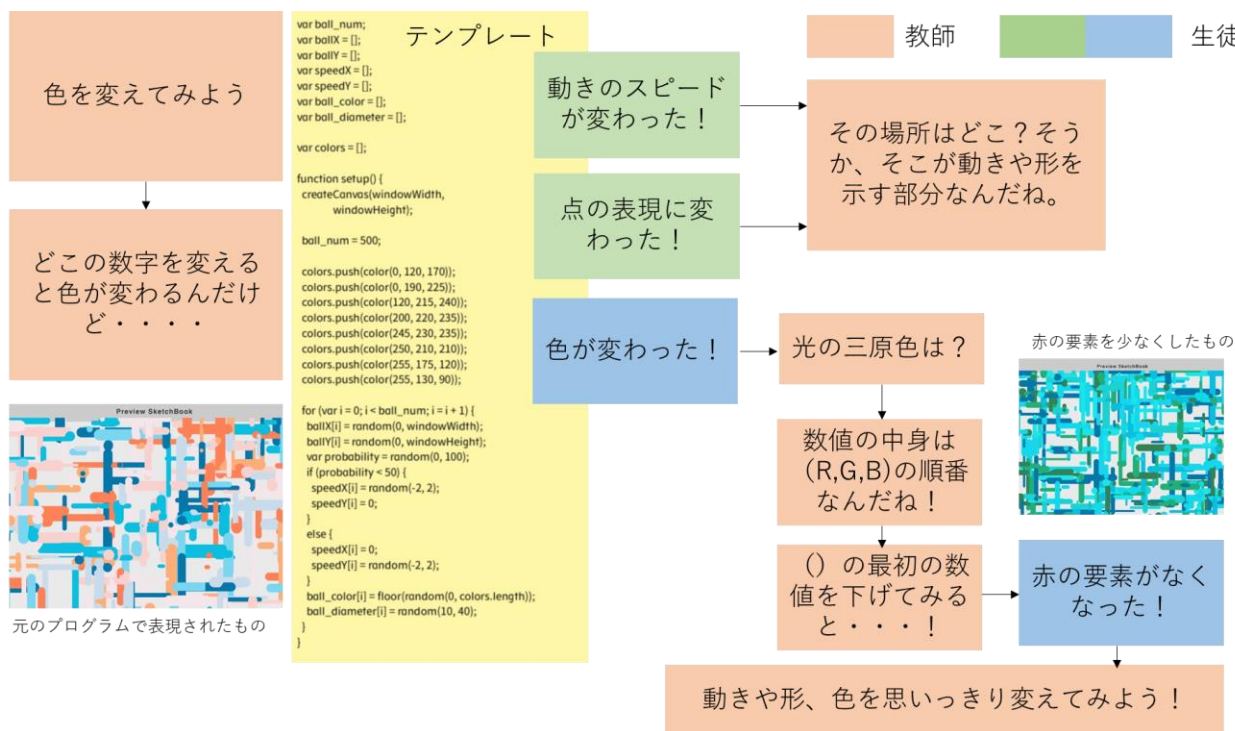 色を変えてみよう
どこの数字を変える
と色が変わるんだけ
ど・・・・
Preview SketchBook
元のプログラムで表現されたもの
テンプレート
var ball_num;
var ballX = [];
var ballY = [];
var speedX = [];
var speedY = [];
var ball_color = [];
var ball_diameter = [];
var colors = [];
function setup() {
createCanvas(windowWidth,
windowHeight);
ball_num = 500;
colors.push(color(0, 120, 170));
colors.push(color(0, 190, 225));
colors.push(color(120, 215, 240));
colors.push(color(200, 220, 235));
colors.push(color(245, 230, 235));
colors.push(color(250, 210, 210));
colors.push(color(255, 175, 120));
colors.push(color(255, 130, 90));
for (var i = 0; i < ball_num; i = i + 1) {
ballX[i] = random(0, windowWidth);
ballY[i] = random(0, windowHeight);
var probability = random(0, 100);
if (probability < 50) {
speedX[i] = random(-2, 2);
speedY[i] = 0;
}
else {
speedX[i] = 0;
speedY[i] = random(-2, 2);
}
ball_color[i] = floor(random(0, colors.length));
ball_diameter[i] = random(10, 40);
}
}
教師
生徒
動きのスピード
が変わった！
点の表現に変
わった！
その場所はどこ？そう
か、そこが動きや形を
示す部分なんだね。
色が変わった！
光の三原色は？
数値の中身は
(R,G,B)の順番
なんだね！
（）の最初の数
値を下げてみる
と・・・！
赤の要素を少なくしたもの
Preview SketchBook
赤の要素がなく
なった！
動きや形、色を思いっきり変えてみよう！